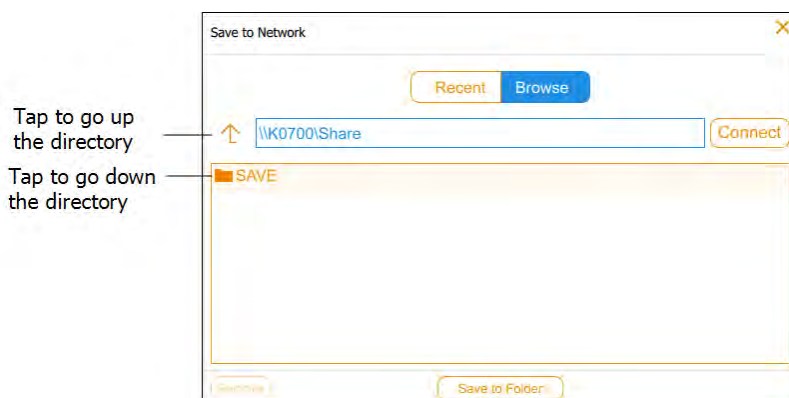 Save to Network
Recent
Browse
Tap to go up
the directory
\\K0700\Share
Connect
Tap to go down
the directory
SAVE
Remove
Save to Folder